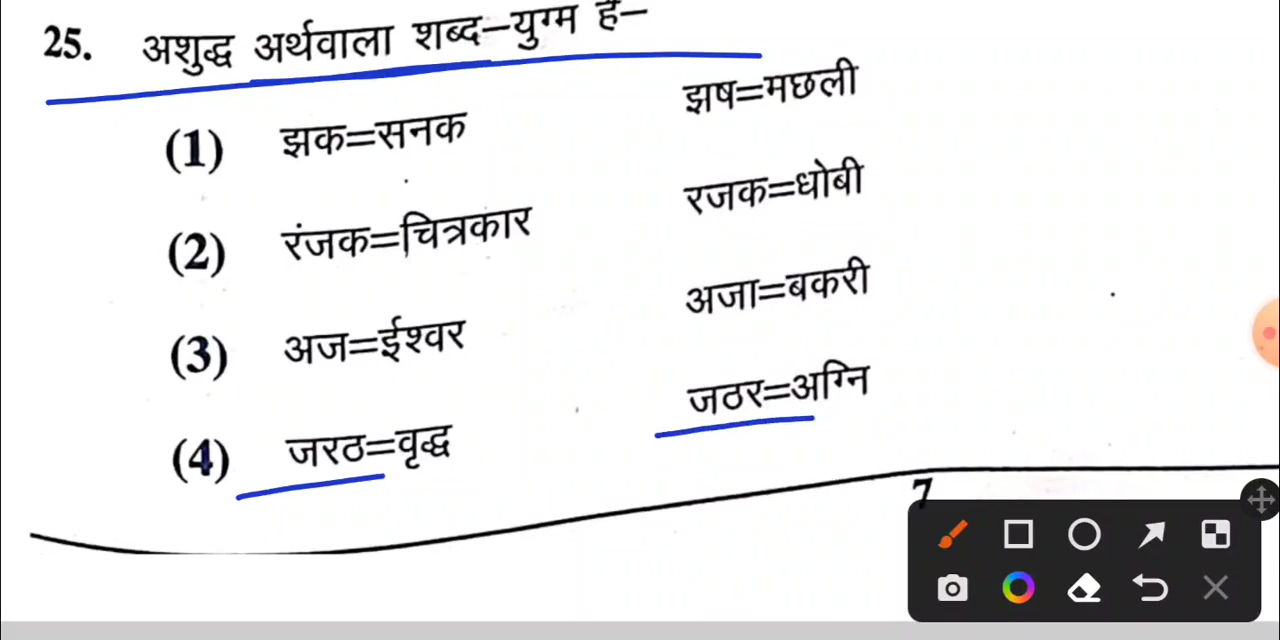 25. अशुद्ध अर्थवाला शब्द–युग्म है–
(1) झक=सनक झष=मछली
(2) रंजक=चित्रकार रजक=धोबी
(3) अज=ईश्वर अजा=बकरी
(4) जरठ=वृद्ध जठर=अग्नि
7